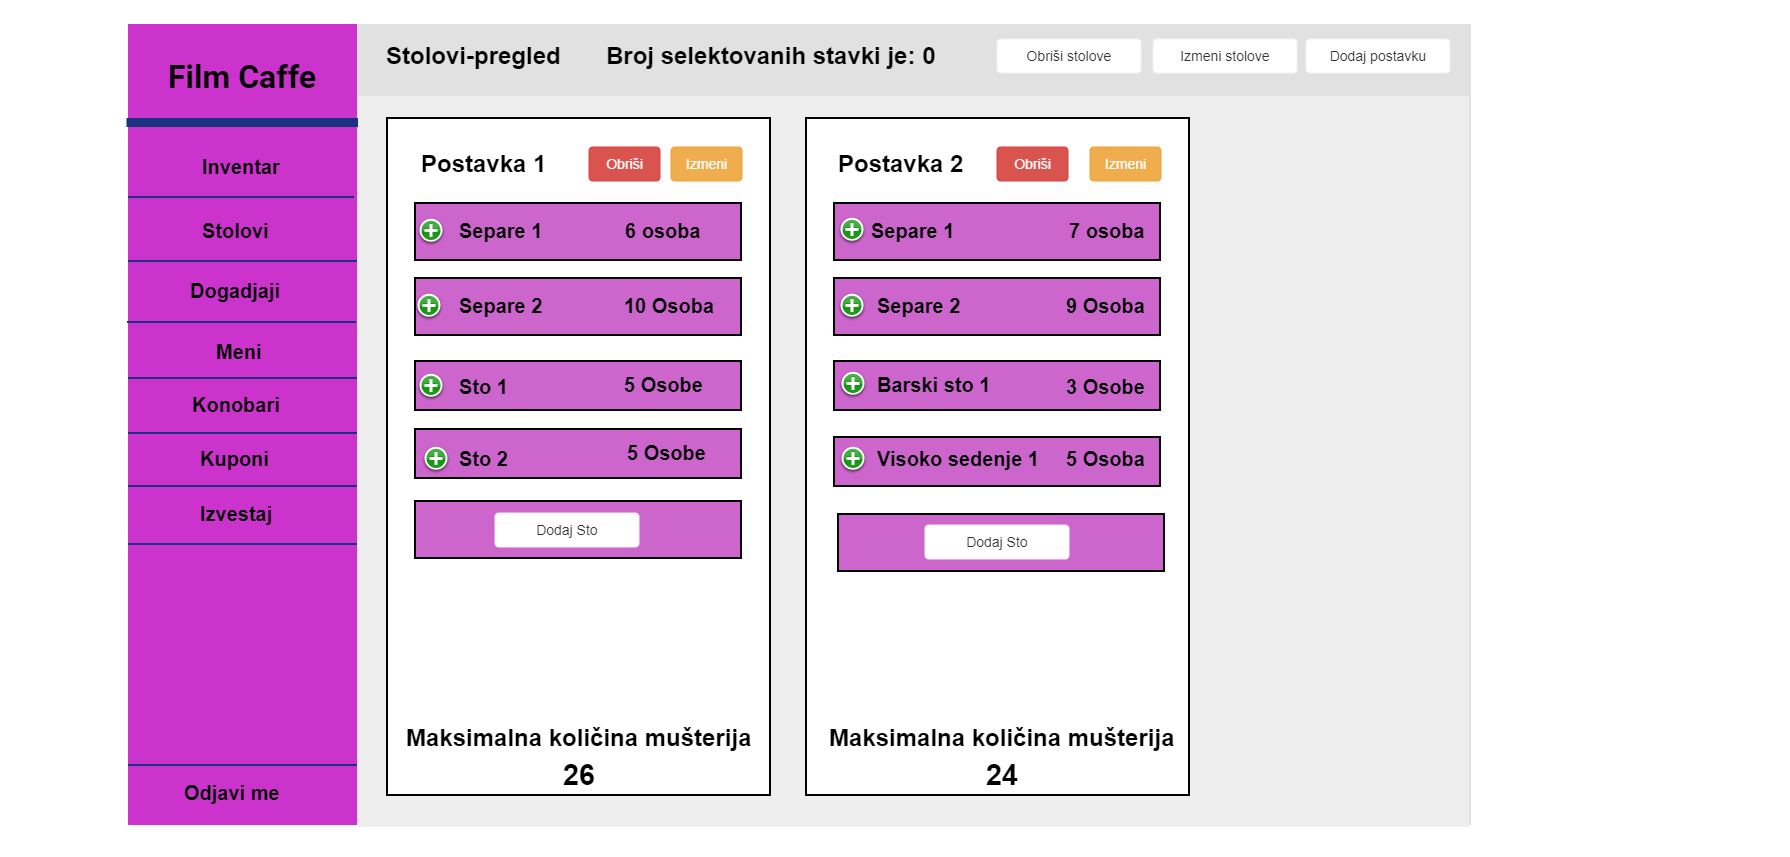 Film Caffe
Inventar
Stolovi
Dogadjaji
Meni
Konobari
Kuponi
Izvestaj
Odjavi me
Stolovi-pregled Broj selektovanih stavki je: 0 Obriši stolove Izmeni stolove Dodaj postavku
Postavka 1 Obriši Izmeni
Separe 1 6 osoba
Separe 2 10 Osoba
Sto 1 5 Osobe
Sto 2 5 Osobe
Dodaj Sto
Maksimalna količina mušterija
26
Postavka 2 Obriši Izmeni
Separe 1 7 osoba
Separe 2 9 Osoba
Barski sto 1 3 Osobe
Visoko sedenje 1 5 Osoba
Dodaj Sto
Maksimalna količina mušterija
24